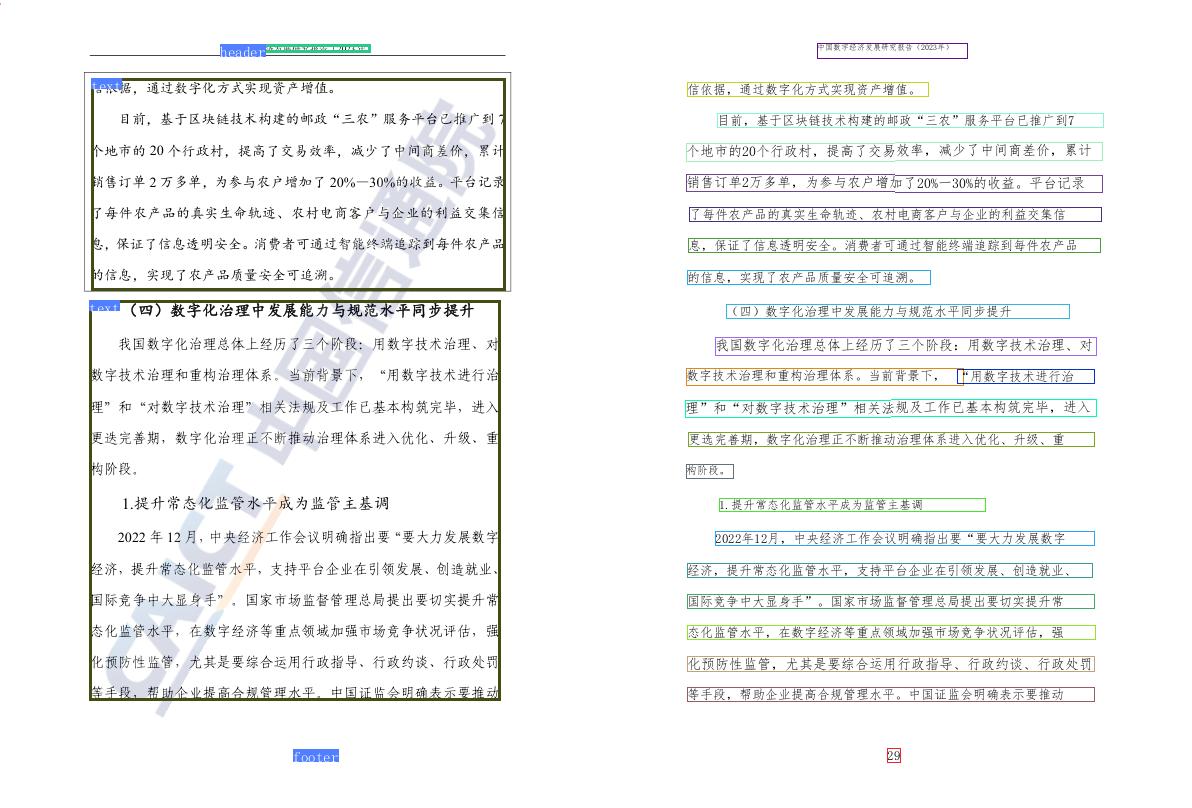 header
text
信依据，通过数字化方式实现资产增值。
目前，基于区块链技术构建的邮政“三农”服务平台已推广到 7
个地市的 20 个行政村，提高了交易效率，减少了中间商差价，累计
销售订单 2 万多单，为参与农户增加了 20%—30%的收益。平台记录
了每件农产品的真实生命轨迹、农村电商客户与企业的利益交集信
息，保证了信息透明安全。消费者可通过智能终端追踪到每件农产品
的信息，实现了农产品质量安全可追溯。
text
（四）数字化治理中发展能力与规范水平同步提升
我国数字化治理总体上经历了三个阶段：用数字技术治理、对
数字技术治理和重构治理体系。当前背景下，“用数字技术进行治
理”和“对数字技术治理”相关法规及工作已基本构筑完毕，进入
更迭完善期，数字化治理正不断推动治理体系进入优化、升级、重
构阶段。
1.提升常态化监管水平成为监管主基调
2022 年 12 月，中央经济工作会议明确指出要“要大力发展数字
经济，提升常态化监管水平，支持平台企业在引领发展、创造就业、
国际竞争中大显身手”。国家市场监督管理总局提出要切实提升常
态化监管水平，在数字经济等重点领域加强市场竞争状况评估，强
化预防性监管，尤其是要综合运用行政指导、行政约谈、行政处罚
等手段，帮助企业提高合规管理水平。中国证监会明确表示要推动
CAICT 中国信通院
footer
中国数字经济发展研究报告（2023年）
信依据，通过数字化方式实现资产增值。
目前，基于区块链技术构建的邮政“三农”服务平台已推广到7
个地市的20个行政村，提高了交易效率，减少了中间商差价，累计
销售订单2万多单，为参与农户增加了20%—30%的收益。平台记录
了每件农产品的真实生命轨迹、农村电商客户与企业的利益交集信
息，保证了信息透明安全。消费者可通过智能终端追踪到每件农产品
的信息，实现了农产品质量安全可追溯。
（四）数字化治理中发展能力与规范水平同步提升
我国数字化治理总体上经历了三个阶段：用数字技术治理、对
数字技术治理和重构治理体系。当前背景下，“用数字技术进行治
理”和“对数字技术治理”相关法规及工作已基本构筑完毕，进入
更迭完善期，数字化治理正不断推动治理体系进入优化、升级、重
构阶段。
1.提升常态化监管水平成为监管主基调
2022年12月，中央经济工作会议明确指出要“要大力发展数字
经济，提升常态化监管水平，支持平台企业在引领发展、创造就业、
国际竞争中大显身手”。国家市场监督管理总局提出要切实提升常
态化监管水平，在数字经济等重点领域加强市场竞争状况评估，强
化预防性监管，尤其是要综合运用行政指导、行政约谈、行政处罚
等手段，帮助企业提高合规管理水平。中国证监会明确表示要推动
29